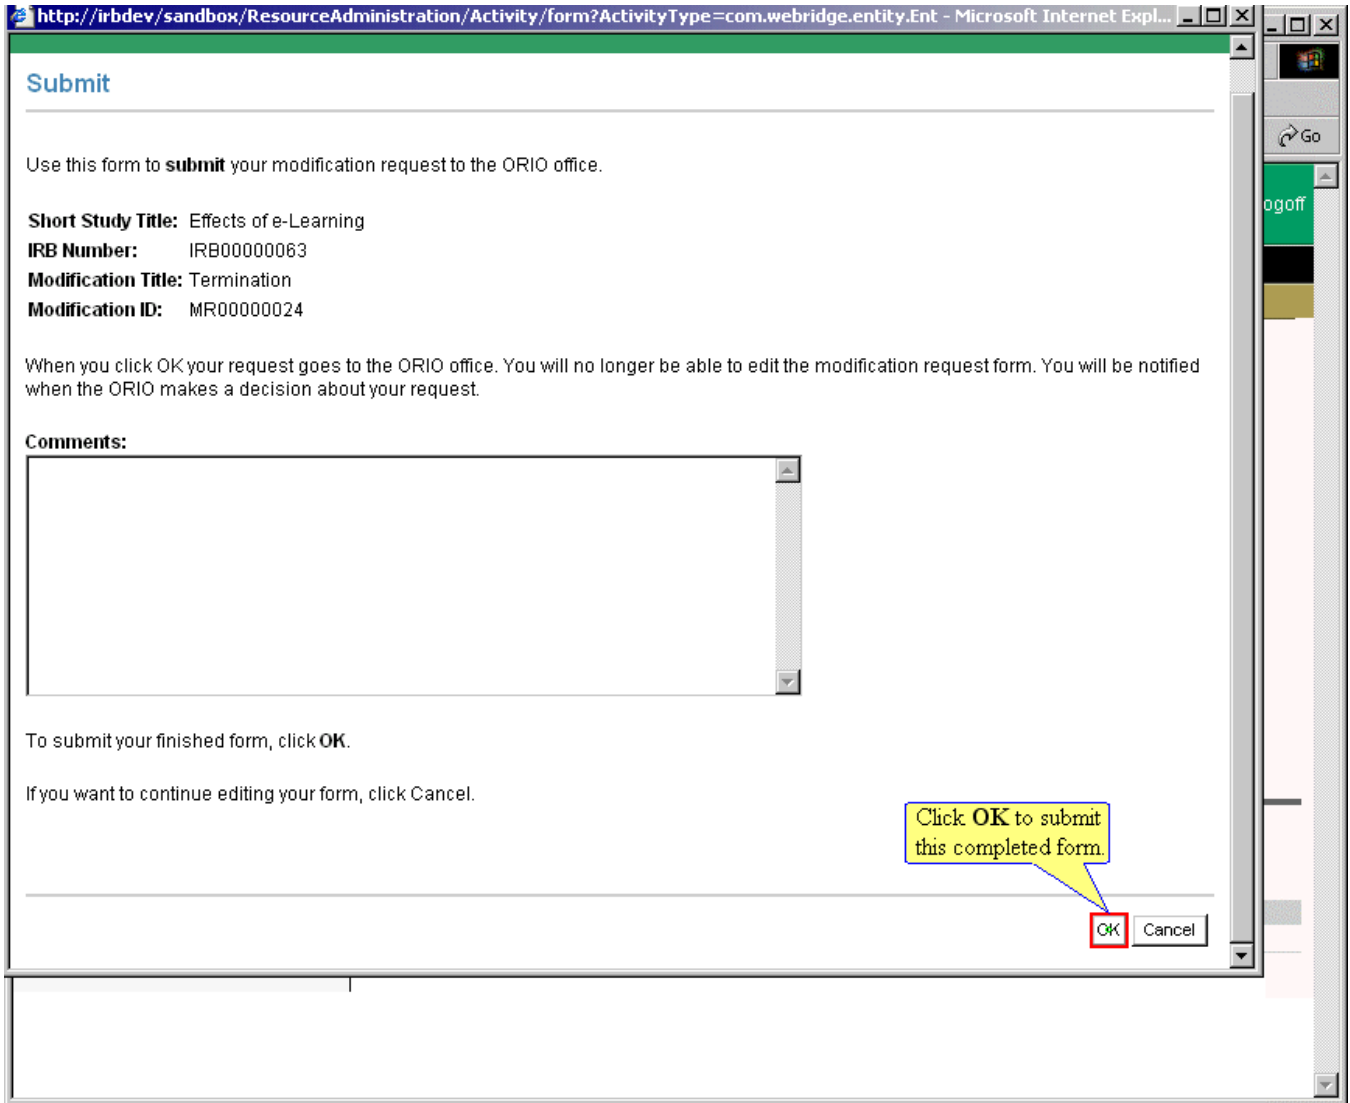 http://irbdev/sandbox/ResourceAdministration/Activity/form?ActivityType=com.webridge.entity.Ent - Microsoft Internet Expl...
Go
ogoff
Submit
Use this form to submit your modification request to the ORIO office.
Short Study Title: Effects of e-Learning
IRB Number: IRB00000063
Modification Title: Termination
Modification ID: MR00000024
When you click OK your request goes to the ORIO office. You will no longer be able to edit the modification request form. You will be notified
when the ORIO makes a decision about your request.
Comments:
To submit your finished form, click OK.
If you want to continue editing your form, click Cancel.
Click OK to submit
this completed form.
OK Cancel